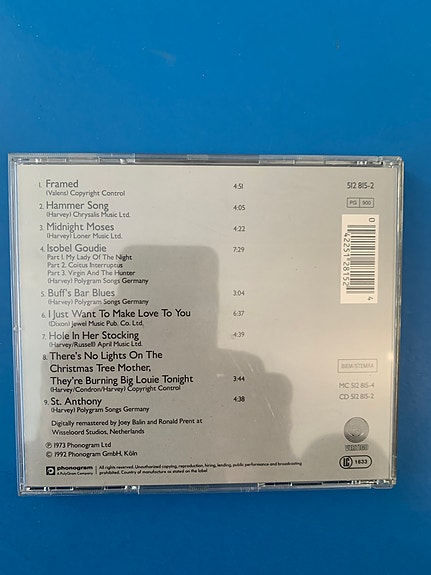 1. Framed 4:51
(Valens) Copyright Control
2. Hammer Song 4:05
(Harvey) Chrysalis Music Ltd.
3. Midnight Moses 4:22
(Harvey) Loner Music Ltd.
4. Isobel Goudie 7:29
Part 1. My Lady Of The Night
Part 2. Coitus Interruptus
Part 3. Virgin And The Hunter
(Harvey) Polygram Songs Germany
5. Buff's Bar Blues 3:04
(Harvey) Polygram Songs Germany
6. I Just Want To Make Love To You 6:37
(Dixon) Jewel Music Pub. Co. Ltd.
7. Hole In Her Stocking 4:39
(Harvey/Russell) April Music Ltd.
8. There's No Lights On The
Christmas Tree Mother,
They're Burning Big Louie Tonight 3:44
(Harvey/Condron/Harvey) Copyright Control
9. St. Anthony 4:38
(Harvey) Polygram Songs Germany
Digitally remastered by Joey Balin and Ronald Prent at
Wisseloord Studios, Netherlands
℗ 1973 Phonogram Ltd
© 1992 Phonogram GmbH, Köln
phonogram
A PolyGram Company
All rights reserved. Unauthorized copying, reproduction, hiring, lending, public performance and broadcasting
prohibited. Country of manufacture as stated on the label
512 815-2
PG 900
0 42251 28152 4
BIEM/STEMRA
MC 512 815-4
CD 512 815-2
VERTIGO
LC 1633